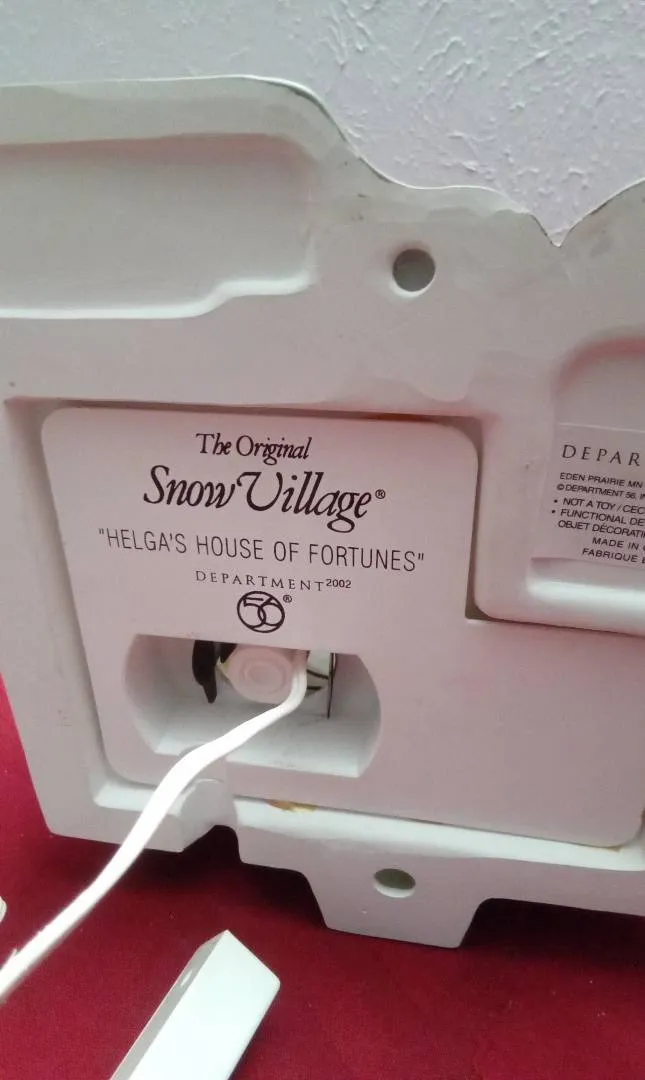 The Original
Snow Village®
"HELGA'S HOUSE OF FORTUNES"
DEPARTMENT 2002
56®
DEPAR
EDEN PRAIRIE MN
© DEPARTMENT 56, IN
• NOT A TOY / CEC
• FUNCTIONAL DE
OBJET DÉCORATI
MADE IN
FABRIQUE